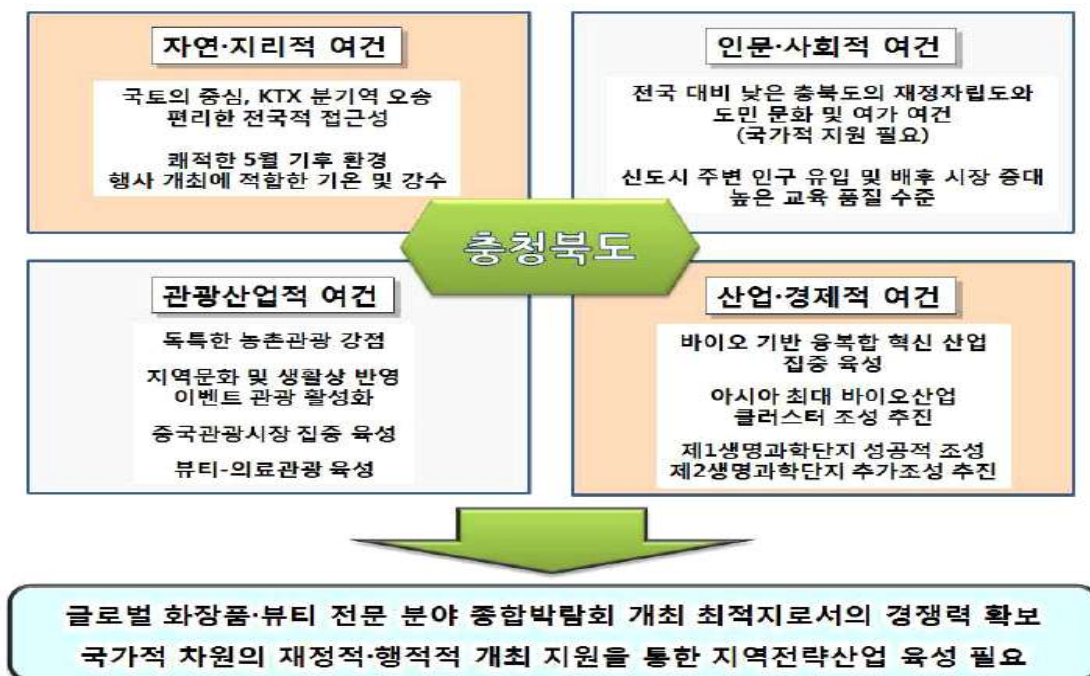 자연·지리적 여건
국토의 중심, KTX 분기역 오송
편리한 전국적 접근성
쾌적한 5월 기후 환경
행사 개최에 적합한 기온 및 강수
인문·사회적 여건
전국 대비 낮은 충북도의 재정자립도와
도민 문화 및 여가 여건
(국가적 지원 필요)
신도시 주변 인구 유입 및 배후 시장 증대
높은 교육 품질 수준
충청북도
관광산업적 여건
독특한 농촌관광 강점
지역문화 및 생활상 반영
이벤트 관광 활성화
중국관광시장 집중 육성
뷰티-의료관광 육성
산업·경제적 여건
바이오 기반 융복합 혁신 산업
집중 육성
아시아 최대 바이오산업
클러스터 조성 추진
제1생명과학단지 성공적 조성
제2생명과학단지 추가조성 추진
글로벌 화장품·뷰티 전문 분야 종합박람회 개최 최적지로서의 경쟁력 확보
국가적 차원의 재정적·행적적 개최 지원을 통한 지역전략산업 육성 필요